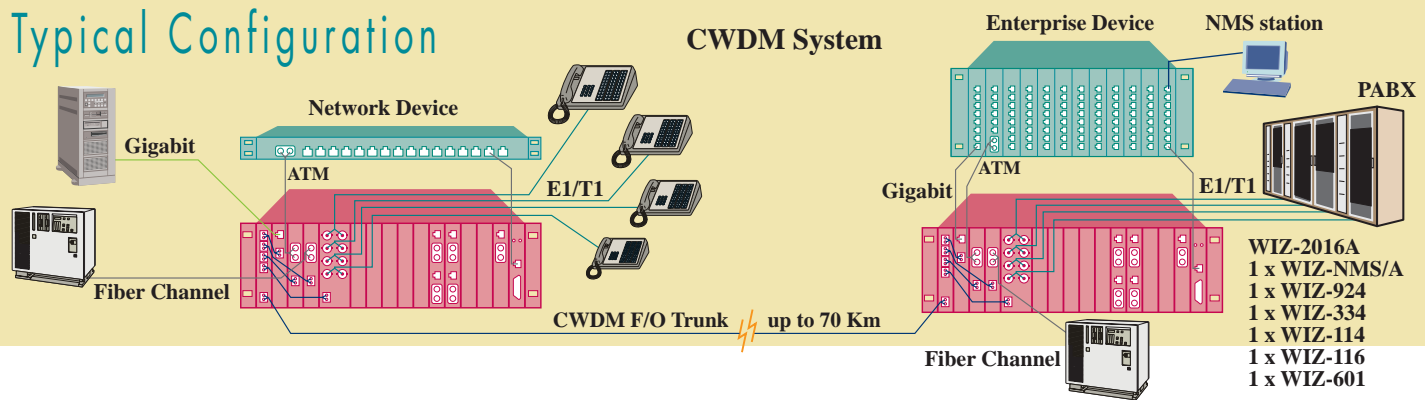 Typical Configuration
CWDM System
Enterprise Device
NMS station
PABX
Network Device
Gigabit
ATM
E1/T1
Fiber Channel
ATM
Gigabit
E1/T1
CWDM F/O Trunk
up to 70 Km
Fiber Channel
WIZ-2016A
1 x WIZ-NMS/A
1 x WIZ-924
1 x WIZ-334
1 x WIZ-114
1 x WIZ-116
1 x WIZ-601